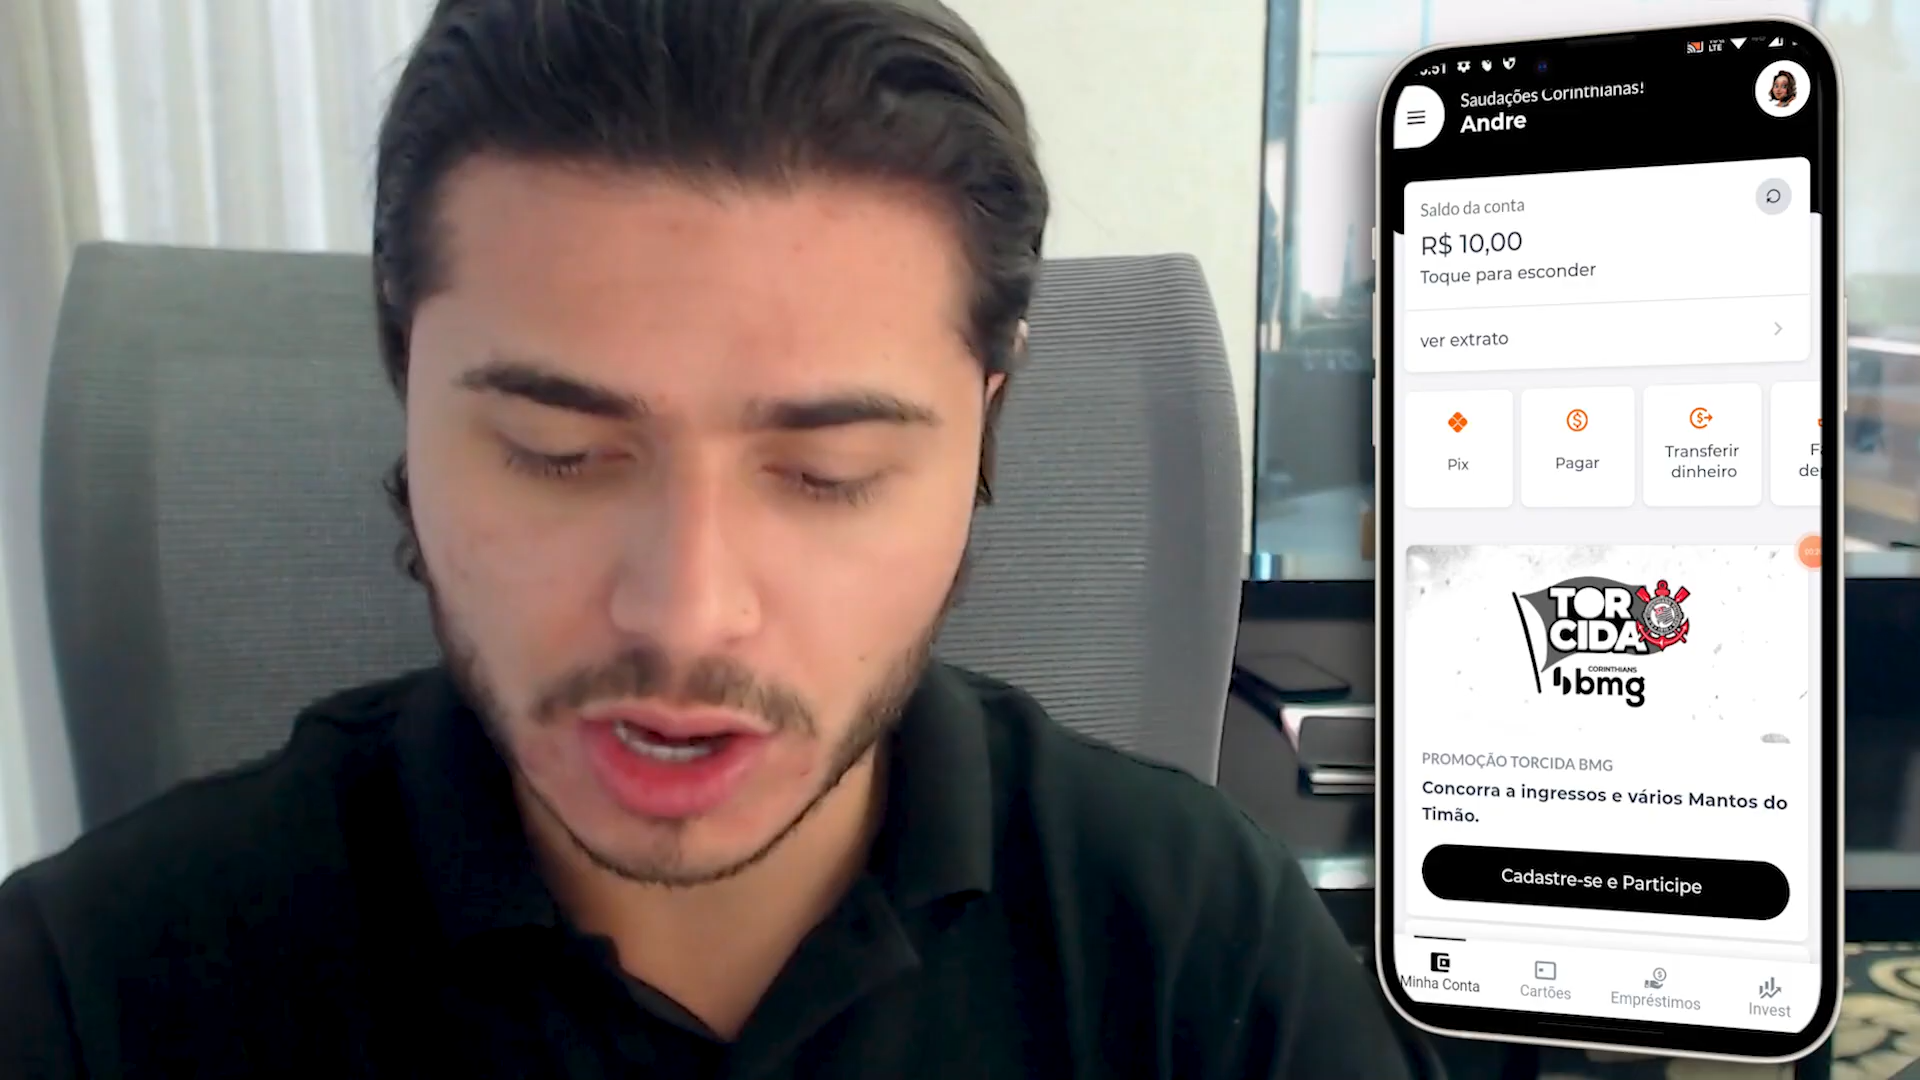 LTE
Saudações Corinthianas!
Andre
Saldo da conta
R$ 10,00
Toque para esconder
ver extrato
Pix
Pagar
Transferir
dinheiro
TOR
CIDA
CORINTHIANS
bmg
PROMOÇÃO TORCIDA BMG
Concorra a ingressos e vários Mantos do
Timão.
Cadastre-se e Participe
Minha Conta
Cartões
Empréstimos
Invest